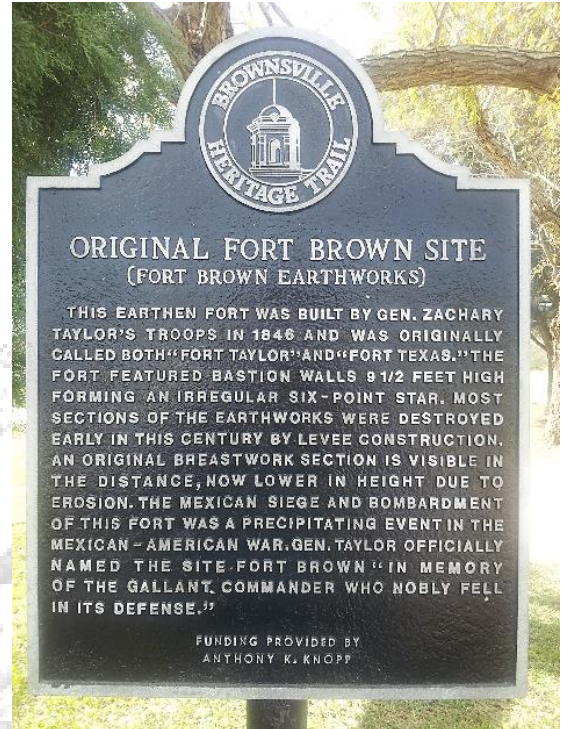 BROWNSVILLE
HERITAGE TRAIL
ORIGINAL FORT BROWN SITE
(FORT BROWN EARTHWORKS)
THIS EARTHEN FORT WAS BUILT BY GEN. ZACHARY
TAYLOR'S TROOPS IN 1846 AND WAS ORIGINALLY
CALLED BOTH "FORT TAYLOR" AND "FORT TEXAS." THE
FORT FEATURED BASTION WALLS 9 1/2 FEET HIGH
FORMING AN IRREGULAR SIX-POINT STAR. MOST
SECTIONS OF THE EARTHWORKS WERE DESTROYED
EARLY IN THIS CENTURY BY LEVEE CONSTRUCTION.
AN ORIGINAL BREASTWORK SECTION IS VISIBLE IN
THE DISTANCE, NOW LOWER IN HEIGHT DUE TO
EROSION. THE MEXICAN SIEGE AND BOMBARDMENT
OF THIS FORT WAS A PRECIPITATING EVENT IN THE
MEXICAN-AMERICAN WAR. GEN. TAYLOR OFFICIALLY
NAMED THE SITE FORT BROWN "IN MEMORY
OF THE GALLANT COMMANDER WHO NOBLY FELL
IN ITS DEFENSE."
FUNDING PROVIDED BY
ANTHONY K. KNOPP